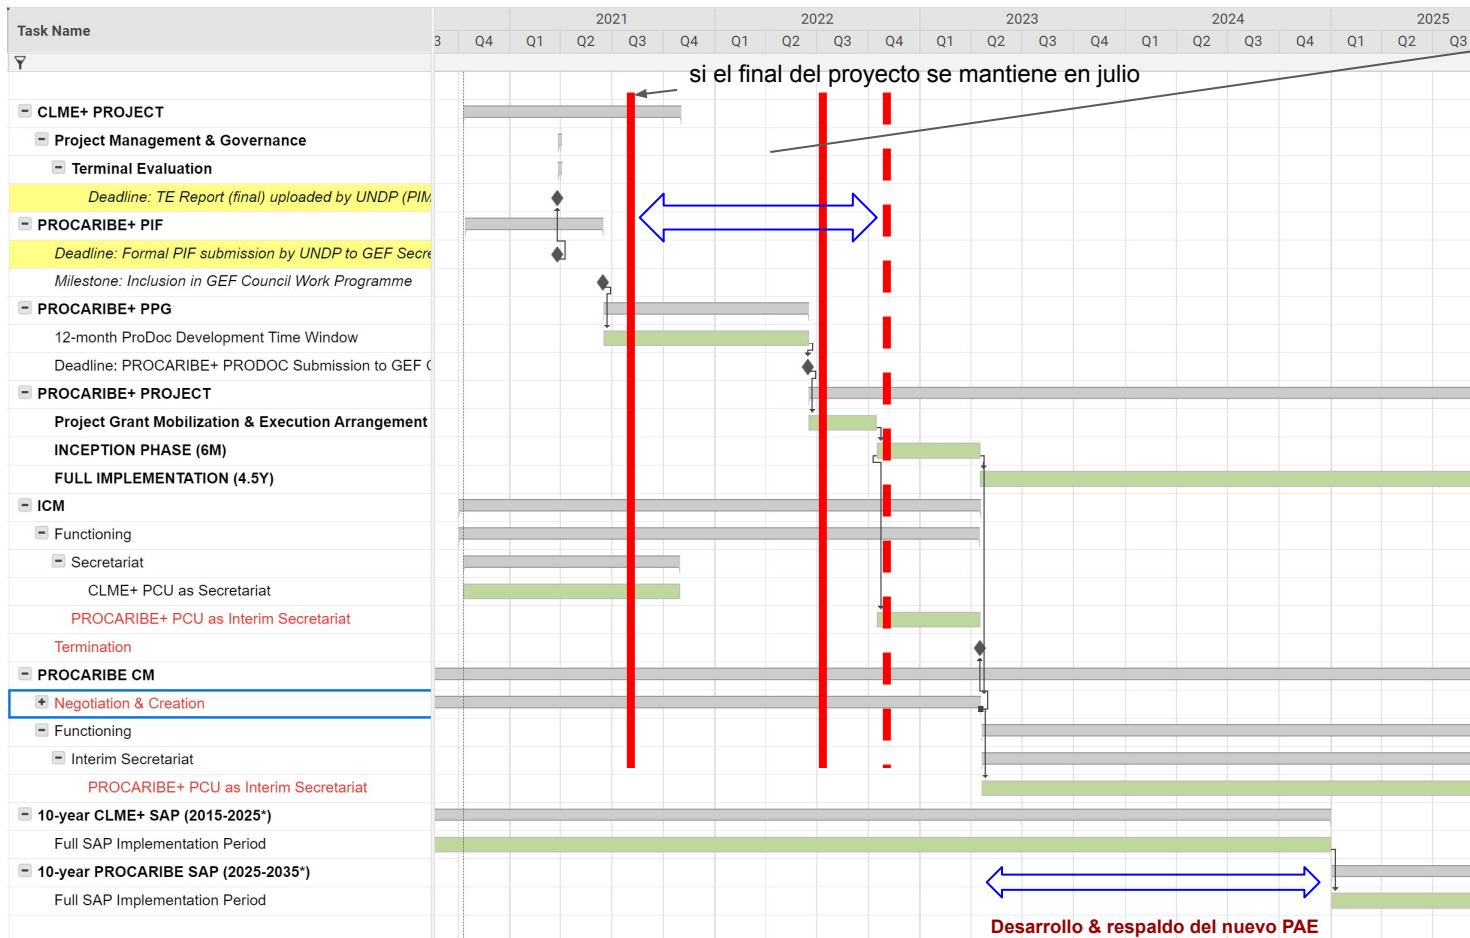 Task Name
2021 2022 2023 2024 2025
3 Q4 Q1 Q2 Q3 Q4 Q1 Q2 Q3 Q4 Q1 Q2 Q3 Q4 Q1 Q2 Q3 Q4 Q1 Q2 Q3
si el final del proyecto se mantiene en julio
CLME+ PROJECT
Project Management & Governance
Terminal Evaluation
Deadline: TE Report (final) uploaded by UNDP (PIM
PROCARIBE+ PIF
Deadline: Formal PIF submission by UNDP to GEF Secre
Milestone: Inclusion in GEF Council Work Programme
PROCARIBE+ PPG
12-month ProDoc Development Time Window
Deadline: PROCARIBE+ PRODOC Submission to GEF C
PROCARIBE+ PROJECT
Project Grant Mobilization & Execution Arrangement
INCEPTION PHASE (6M)
FULL IMPLEMENTATION (4.5Y)
ICM
Functioning
Secretariat
CLME+ PCU as Secretariat
PROCARIBE+ PCU as Interim Secretariat
Termination
PROCARIBE CM
Negotiation & Creation
Functioning
Interim Secretariat
PROCARIBE+ PCU as Interim Secretariat
10-year CLME+ SAP (2015-2025*)
Full SAP Implementation Period
10-year PROCARIBE SAP (2025-2035*)
Full SAP Implementation Period
Desarrollo & respaldo del nuevo PAE